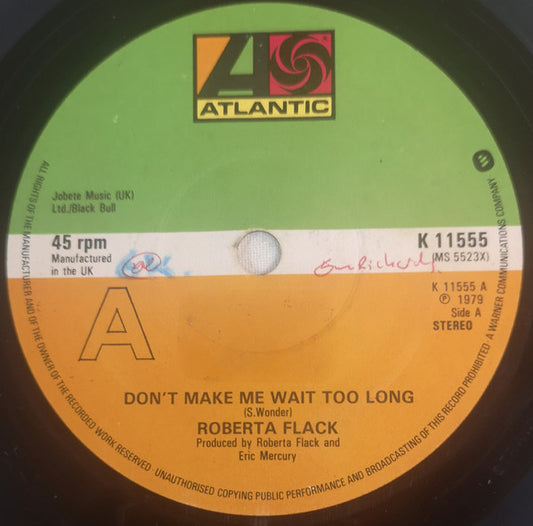 ATLANTIC
Jobete Music (UK)
Ltd./Black Bull
45 rpm
Manufactured
in the UK
K 11555
(MS 5523X)
K 11555 A
Ⓟ 1979
Side A
STEREO
A
DON'T MAKE ME WAIT TOO LONG
(S.Wonder)
ROBERTA FLACK
Produced by Roberta Flack and
Eric Mercury
ALL RIGHTS OF THE MANUFACTURER AND OF THE OWNER OF THE RECORDED WORK RESERVED. UNAUTHORISED COPYING PUBLIC PERFORMANCE AND BROADCASTING OF THIS RECORD PROHIBITED. A WARNER COMMUNICATIONS COMPANY